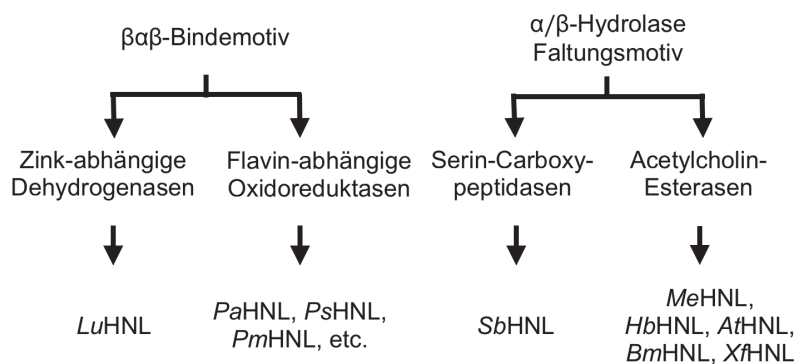 βαβ-Bindemotiv
α/β-Hydrolase
Faltungsmotiv
Zink-abhängige
Dehydrogenasen
Flavin-abhängige
Oxidoreduktasen
Serin-Carboxy-
peptidasen
Acetylcholin-
Esterasen
LuHNL
PaHNL, PsHNL,
PmHNL, etc.
SbHNL
MeHNL,
HbHNL, AtHNL,
BmHNL, XfHNL